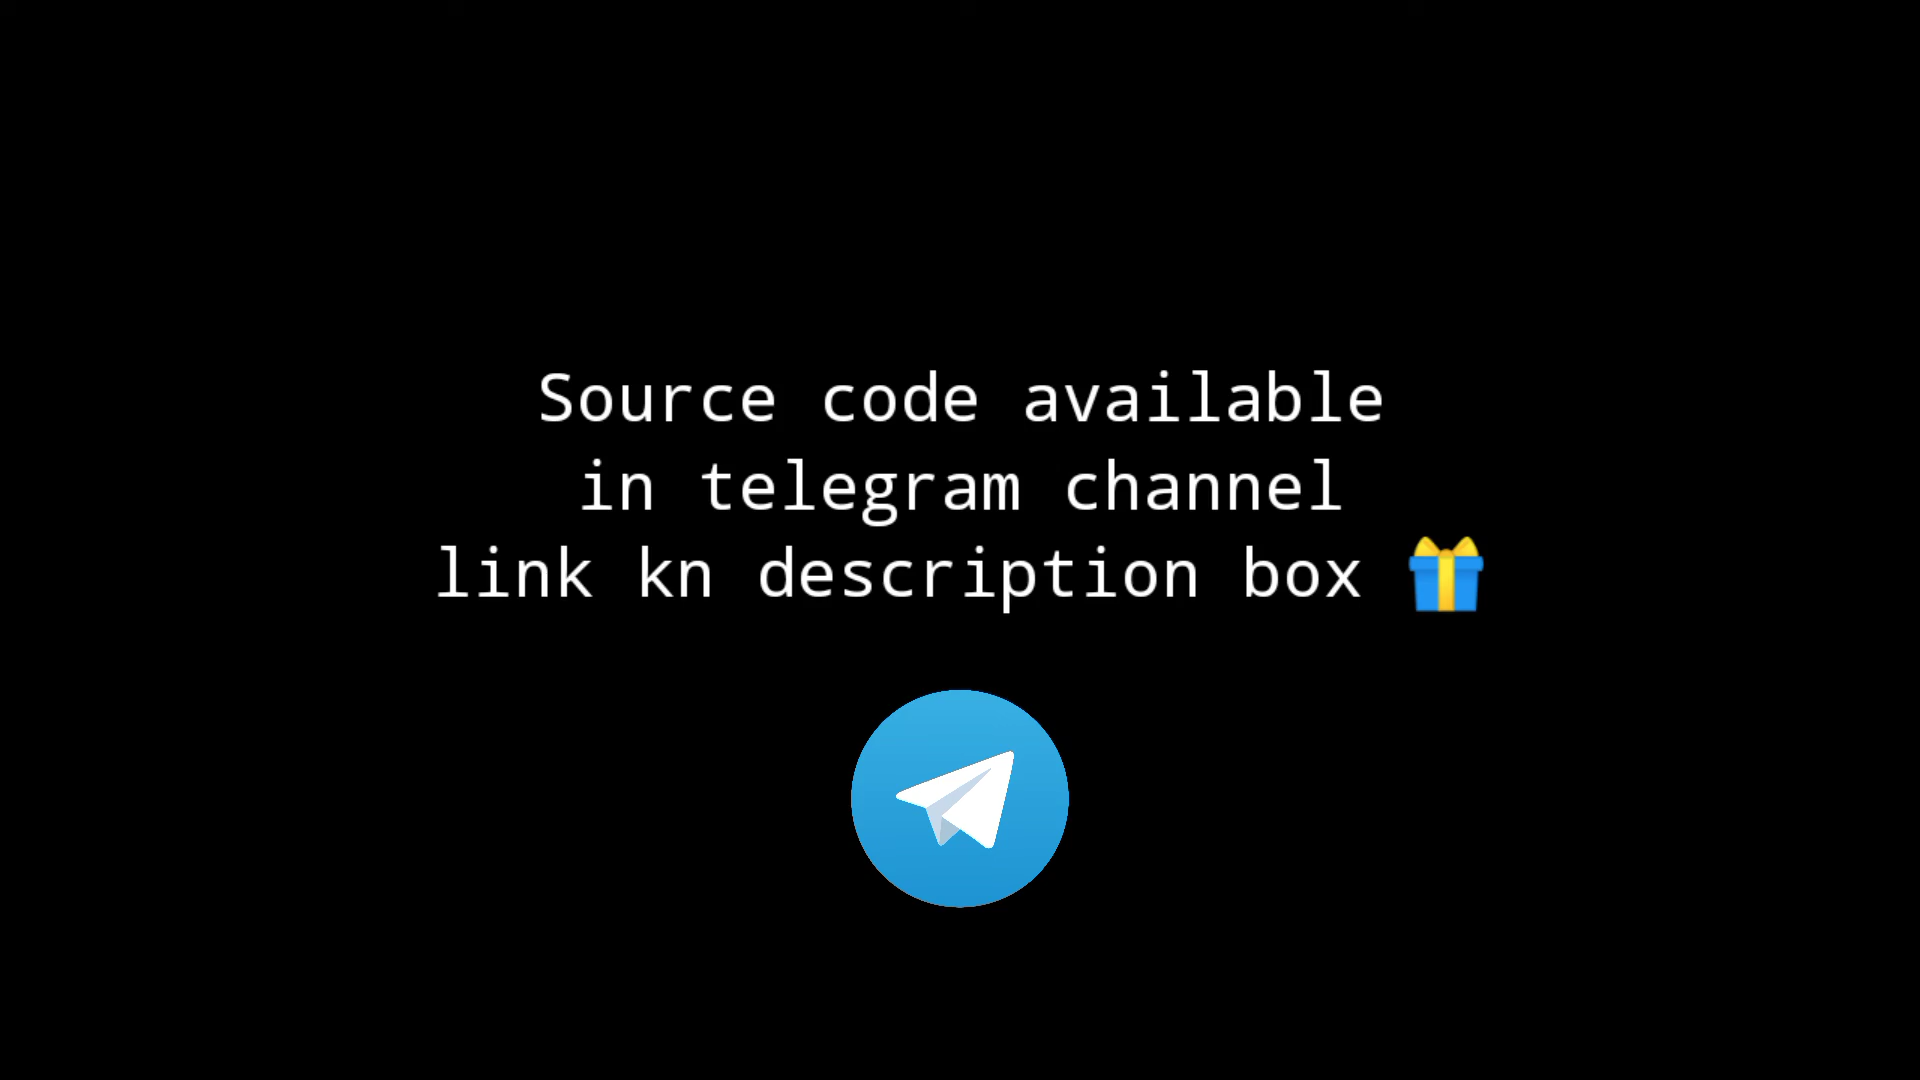 Source code available
in telegram channel
link kn description box 🎁